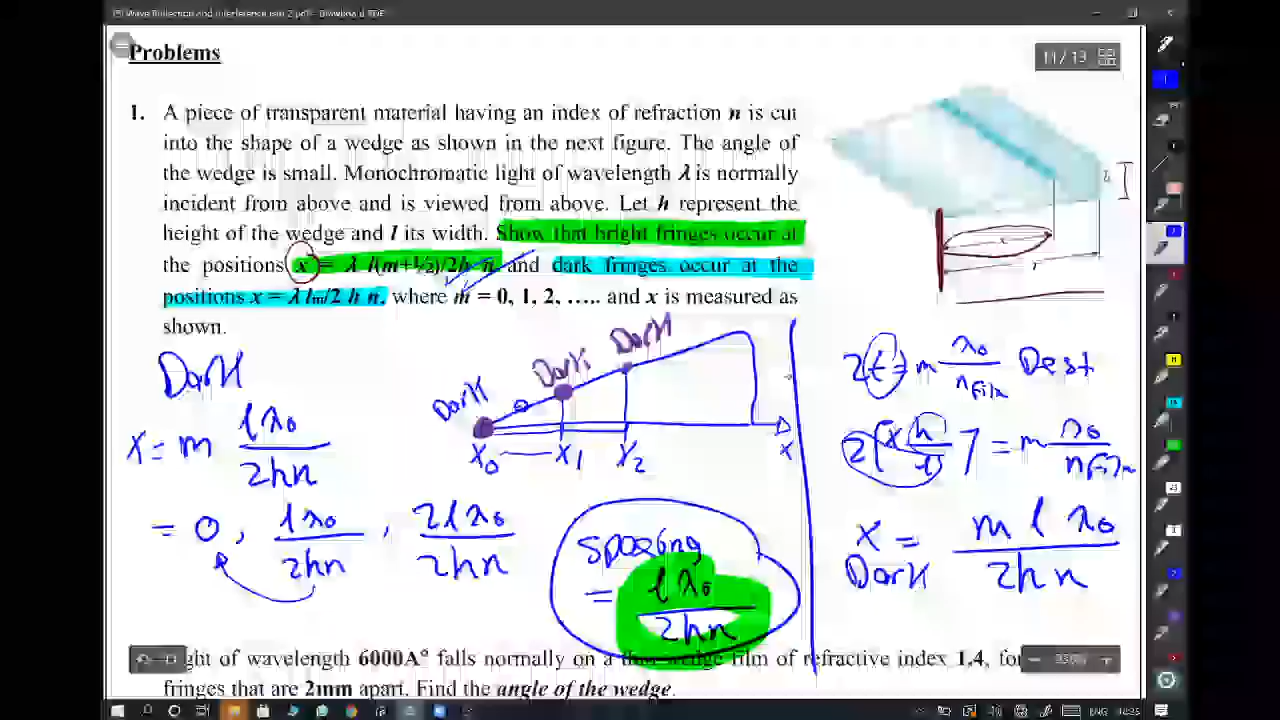 Problems
11 / 13
1. A piece of transparent material having an index of refraction n is cut
into the shape of a wedge as shown in the next figure. The angle of
the wedge is small. Monochromatic light of wavelength λ is normally
incident from above and is viewed from above. Let h represent the
height of the wedge and l its width. Show that bright fringes occur at
the positions x = λ l(m+½)/2h n, and dark fringes occur at the
positions x = λ l m/2 h n, where m = 0, 1, 2, ….. and x is measured as
shown.
Dark
x = m lλ₀/2hn
= 0, lλ₀/2hn, 2lλ₀/2hn
Dark Dark Dark
θ
X₀ X₁ X₂ X
spacing
= lλ₀/2hn
2t = m λ₀/n film Dest
2[x h/l] = m λ₀/n film
x Dark = m l λ₀/2hn
ght of wavelength 6000A° falls normally on a thin wedge film of refractive index 1,4, for
fringes that are 2mm apart. Find the angle of the wedge.
ENG